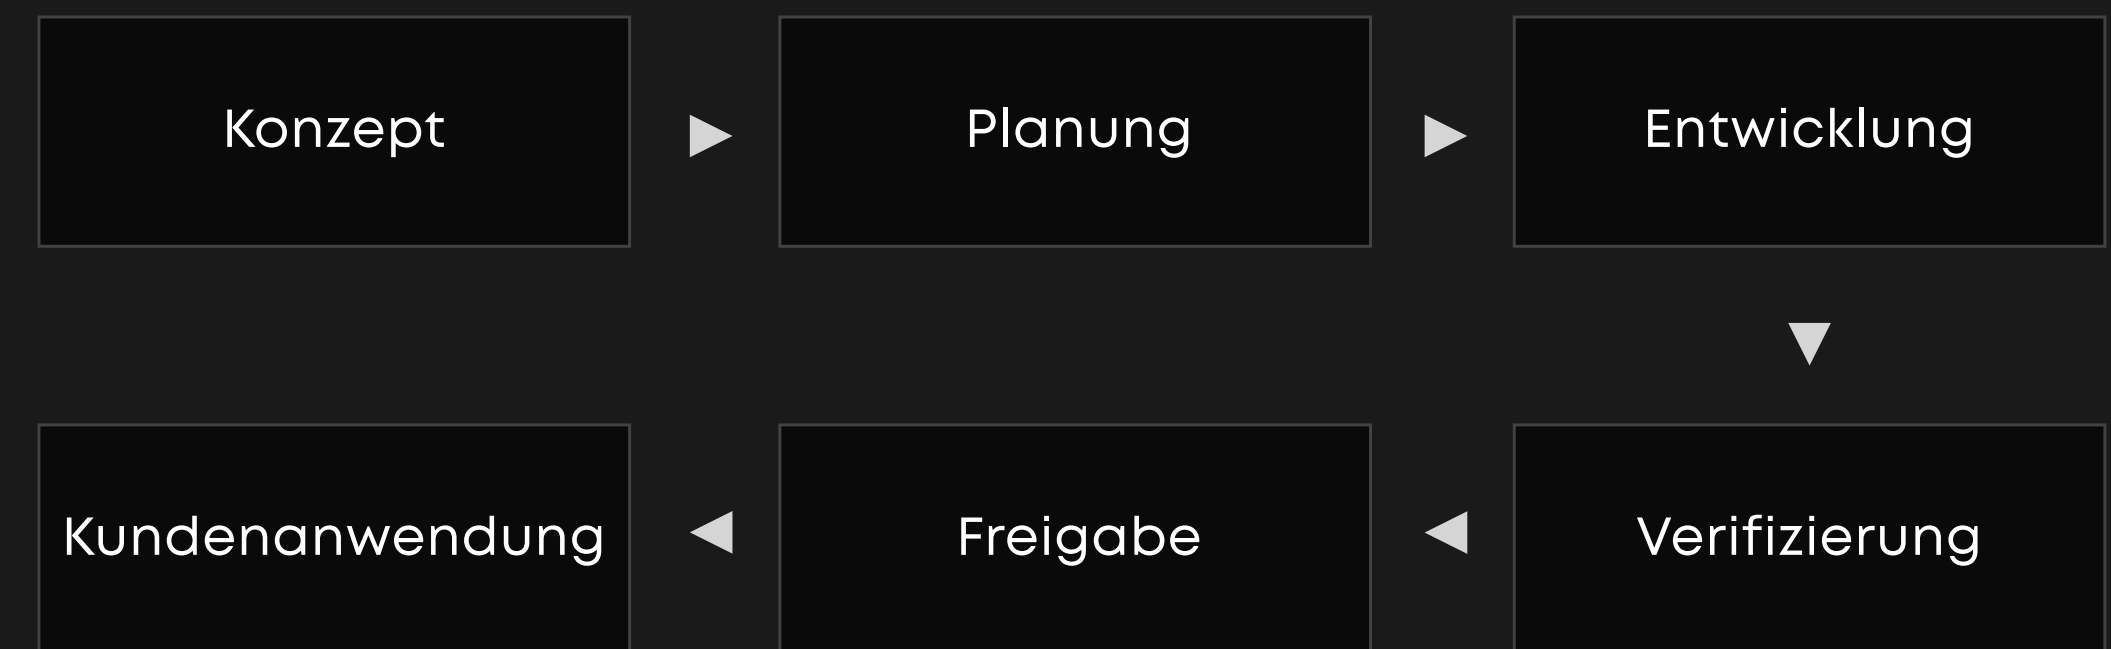 Konzept
Planung
Entwicklung
Verifizierung
Freigabe
Kundenanwendung